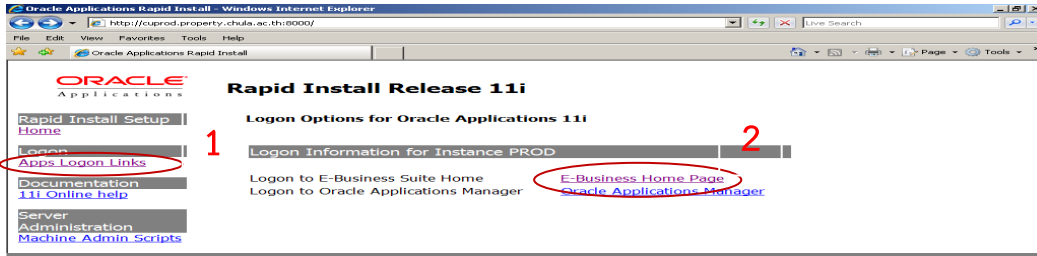 Oracle Applications Rapid Install - Windows Internet Explorer
http://cuprod.property.chula.ac.th:8000/
Live Search
File Edit View Favorites Tools Help
Oracle Applications Rapid Install
Page Tools
ORACLE
Applications
Rapid Install Release 11i
Rapid Install Setup
Home
Logon
Apps Logon Links
Documentation
11i Online help
Server
Administration
Machine Admin Scripts
1
Logon Options for Oracle Applications 11i
2
Logon Information for Instance PROD
Logon to E-Business Suite Home E-Business Home Page
Logon to Oracle Applications Manager Oracle Applications Manager